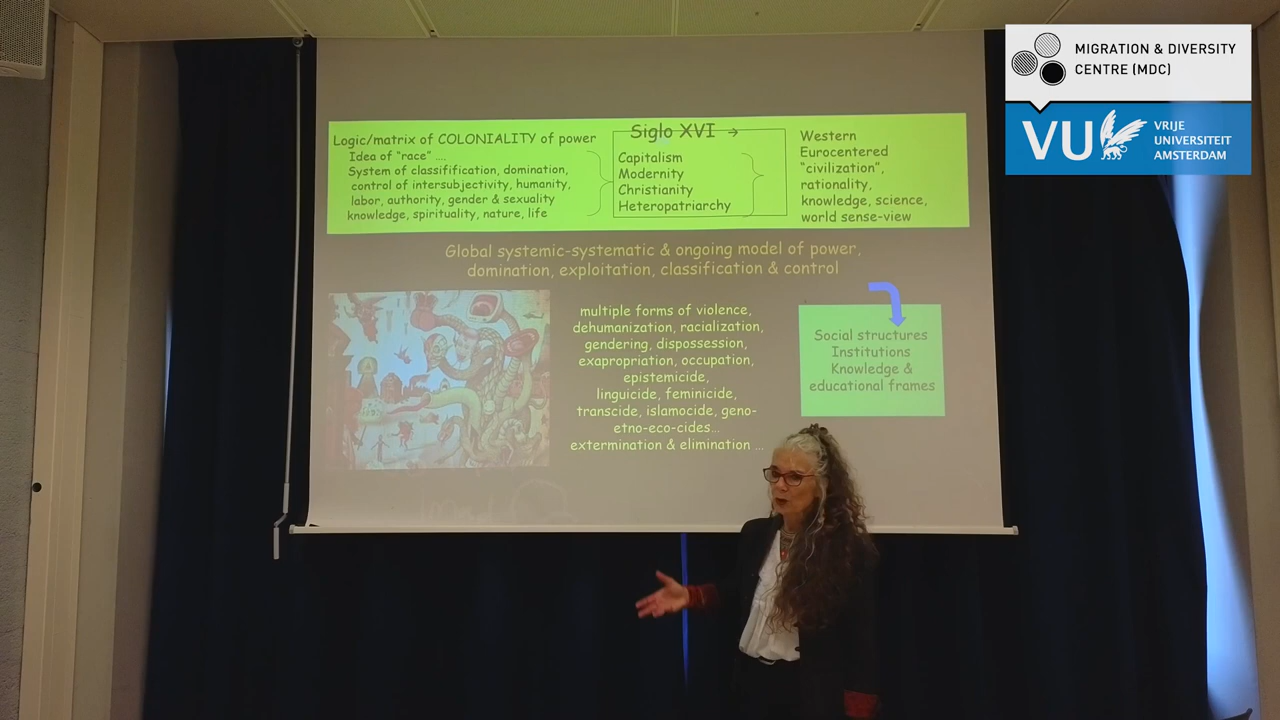 MIGRATION & DIVERSITY
CENTRE (MDC)
VU
VRIJE
UNIVERSITEIT
AMSTERDAM
Logic/matrix of COLONIALITY of power
Idea of "race" ....
System of classifification, domination,
control of intersubjectivity, humanity,
labor, authority, gender & sexuality
knowledge, spirituality, nature, life
Siglo XVI →
Capitalism
Modernity
Christianity
Heteropatriarchy
Western
Eurocentered
"civilization",
rationality,
knowledge, science,
world sense-view
Global systemic-systematic & ongoing model of power,
domination, exploitation, classification & control
multiple forms of violence,
dehumanization, racialization,
gendering, dispossession,
exapropriation, occupation,
epistemicide,
linguicide, feminicide,
transcide, islamocide, geno-
etno-eco-cides...
extermination & elimination ...
Social structures
Institutions
Knowledge &
educational frames